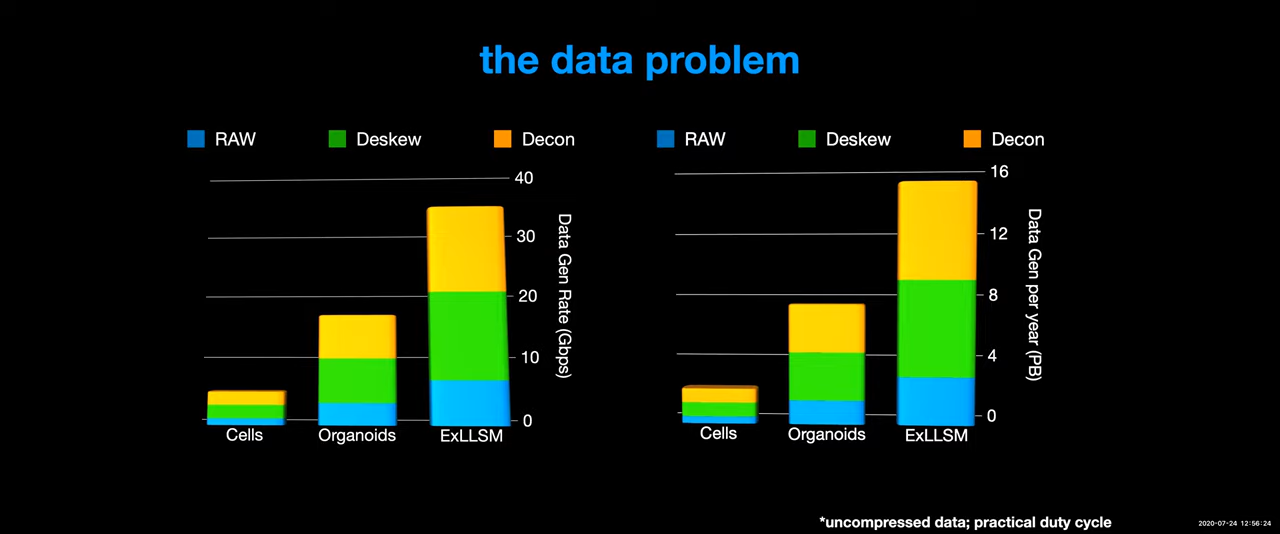 the data problem
RAW Deskew Decon
40
30
20
10
0
Data Gen Rate (Gbps)
Cells Organoids ExLLSM
RAW Deskew Decon
16
12
8
4
0
Data Gen per year (PB)
Cells Organoids ExLLSM
*uncompressed data; practical duty cycle
2020-07-24 12:56:24